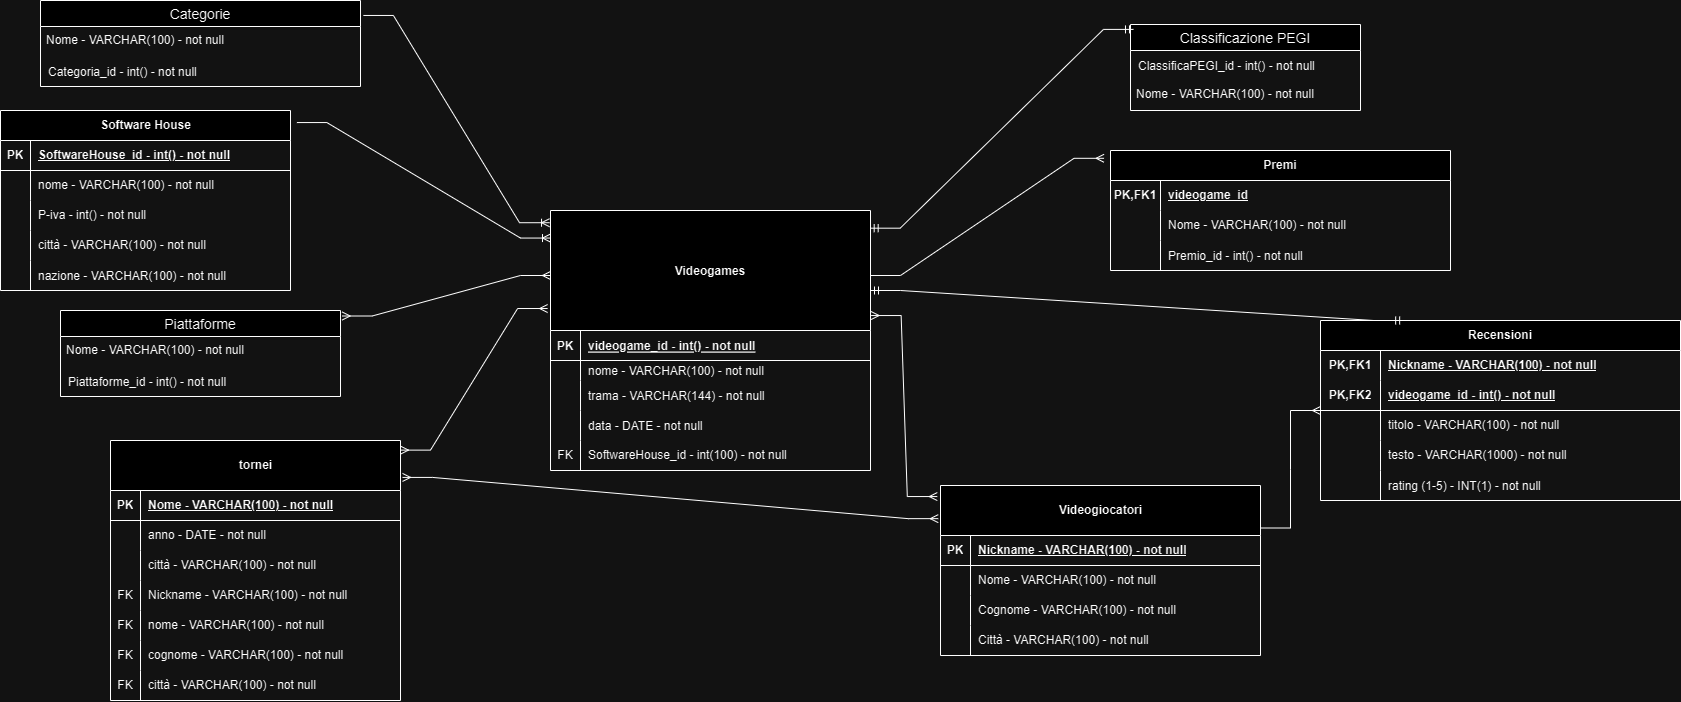 Categorie
Nome - VARCHAR(100) - not null
Categoria_id - int() - not null
Software House
PK SoftwareHouse_id - int() - not null
nome - VARCHAR(100) - not null
P-iva - int() - not null
città - VARCHAR(100) - not null
nazione - VARCHAR(100) - not null
Piattaforme
Nome - VARCHAR(100) - not null
Piattaforme_id - int() - not null
tornei
PK Nome - VARCHAR(100) - not null
anno - DATE - not null
città - VARCHAR(100) - not null
FK Nickname - VARCHAR(100) - not null
FK nome - VARCHAR(100) - not null
FK cognome - VARCHAR(100) - not null
FK città - VARCHAR(100) - not null
Videogames
PK videogame_id - int() - not null
nome - VARCHAR(100) - not null
trama - VARCHAR(144) - not null
data - DATE - not null
FK SoftwareHouse_id - int(100) - not null
Classificazione PEGI
ClassificaPEGI_id - int() - not null
Nome - VARCHAR(100) - not null
Premi
PK,FK1 videogame_id
Nome - VARCHAR(100) - not null
Premio_id - int() - not null
Recensioni
PK,FK1 Nickname - VARCHAR(100) - not null
PK,FK2 videogame_id - int() - not null
titolo - VARCHAR(100) - not null
testo - VARCHAR(1000) - not null
rating (1-5) - INT(1) - not null
Videogiocatori
PK Nickname - VARCHAR(100) - not null
Nome - VARCHAR(100) - not null
Cognome - VARCHAR(100) - not null
Città - VARCHAR(100) - not null